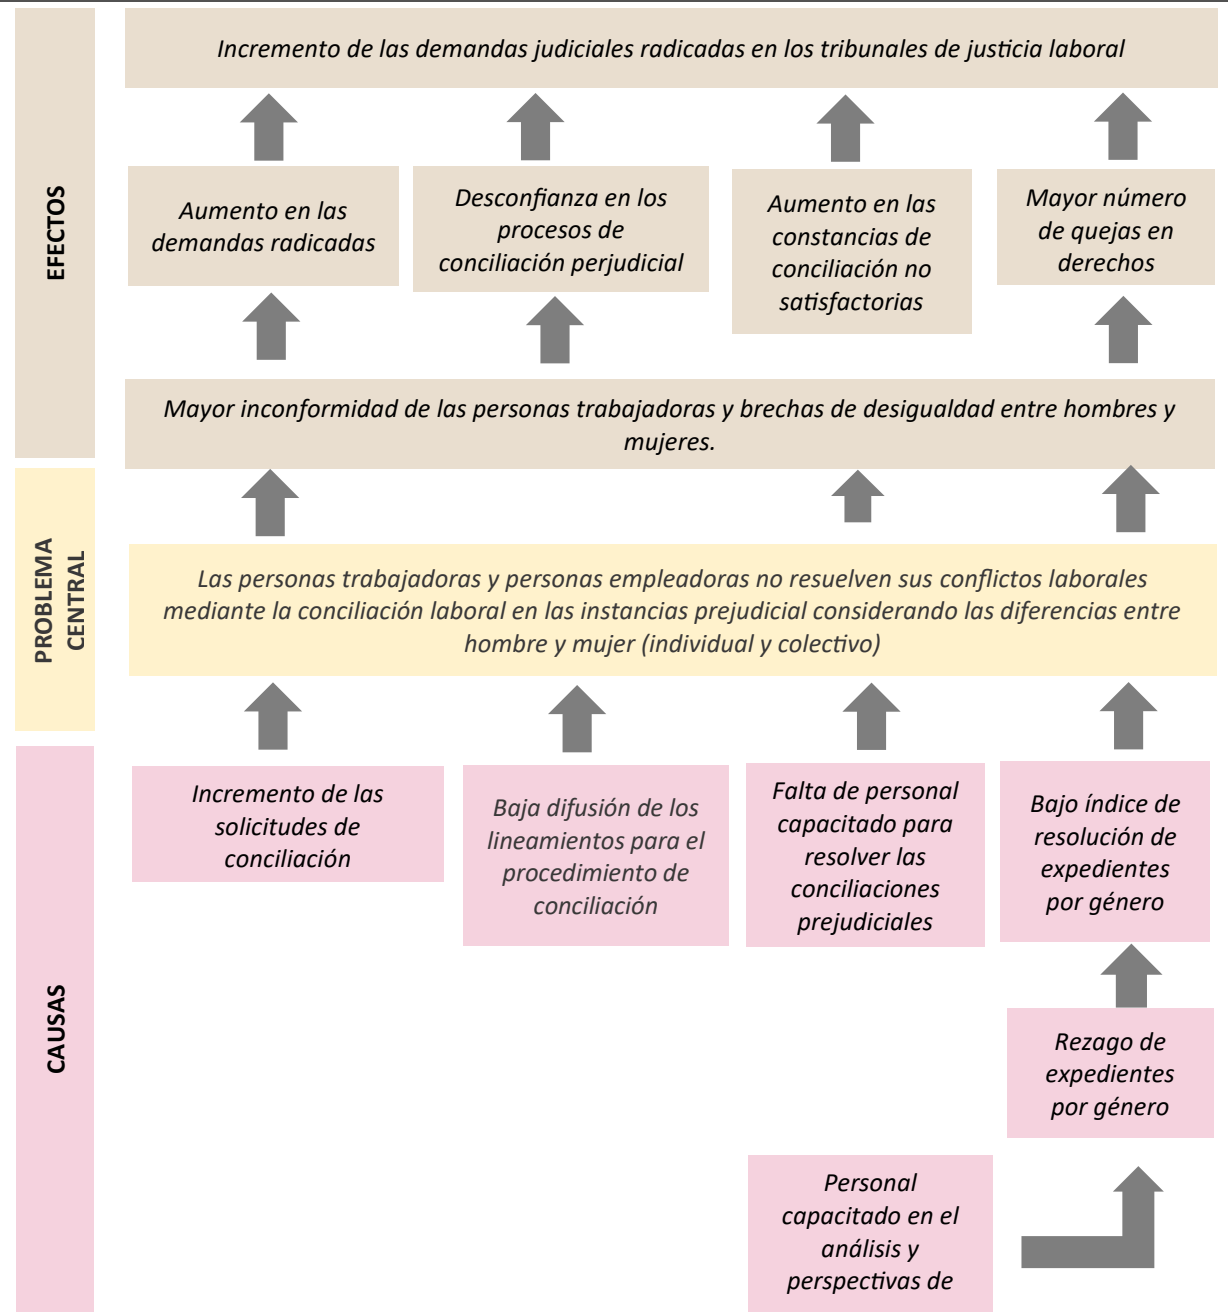 EFECTOS
Incremento de las demandas judiciales radicadas en los tribunales de justicia laboral
Aumento en las
demandas radicadas
Desconfianza en los
procesos de
conciliación perjudicial
Aumento en las
constancias de
conciliación no
satisfactorias
Mayor número
de quejas en
derechos
Mayor inconformidad de las personas trabajadoras y brechas de desigualdad entre hombres y
mujeres.
PROBLEMA
CENTRAL
Las personas trabajadoras y personas empleadoras no resuelven sus conflictos laborales
mediante la conciliación laboral en las instancias prejudicial considerando las diferencias entre
hombre y mujer (individual y colectivo)
CAUSAS
Incremento de las
solicitudes de
conciliación
Baja difusión de los
lineamientos para el
procedimiento de
conciliación
Falta de personal
capacitado para
resolver las
conciliaciones
prejudiciales
Bajo índice de
resolución de
expedientes
por género
Rezago de
expedientes
por género
Personal
capacitado en el
análisis y
perspectivas de